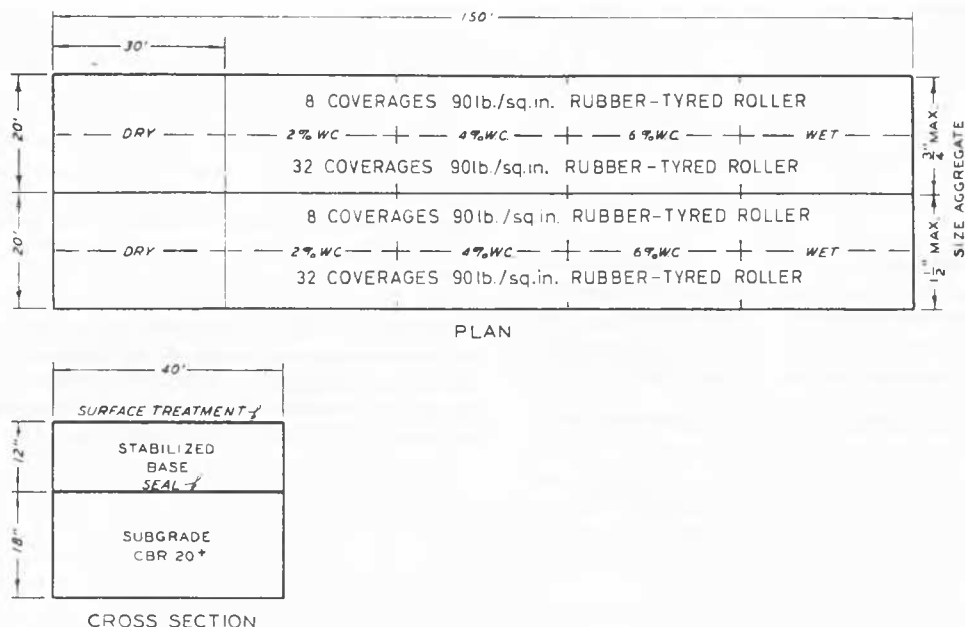 150'
30'
8 COVERAGES 90lb./sq.in. RUBBER-TYRED ROLLER
20'
DRY 2%WC 4%WC. 6%WC. WET
3/4" MAX.
32 COVERAGES 90lb./sq.in. RUBBER-TYRED ROLLER
SIZE AGGREGATE
8 COVERAGES 90lb./sq.in. RUBBER-TYRED ROLLER
20'
DRY 2%WC 4%WC 6%WC WET
1 1/2" MAX.
32 COVERAGES 90lb./sq.in. RUBBER-TYRED ROLLER
PLAN
40'
SURFACE TREATMENT
12"
STABILIZED
BASE
SEAL
18"
SUBGRADE
CBR 20+
CROSS SECTION